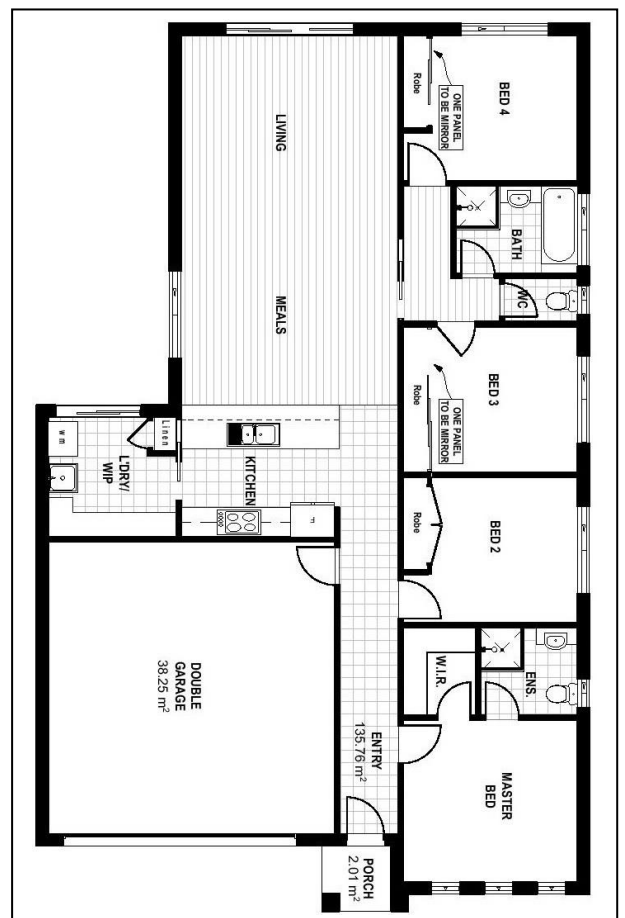 LIVING
MEALS
Robe
ONE PANEL
TO BE MIRROR
BED 4
BATH
WC
BED 3
Robe
ONE PANEL
TO BE MIRROR
Linen
wm
L'DRY/
WIP
KITCHEN
F
Robe
BED 2
DOUBLE
GARAGE
38.25 m²
W.I.R.
ENS.
ENTRY
135.76 m²
MASTER
BED
PORCH
2.01 m²